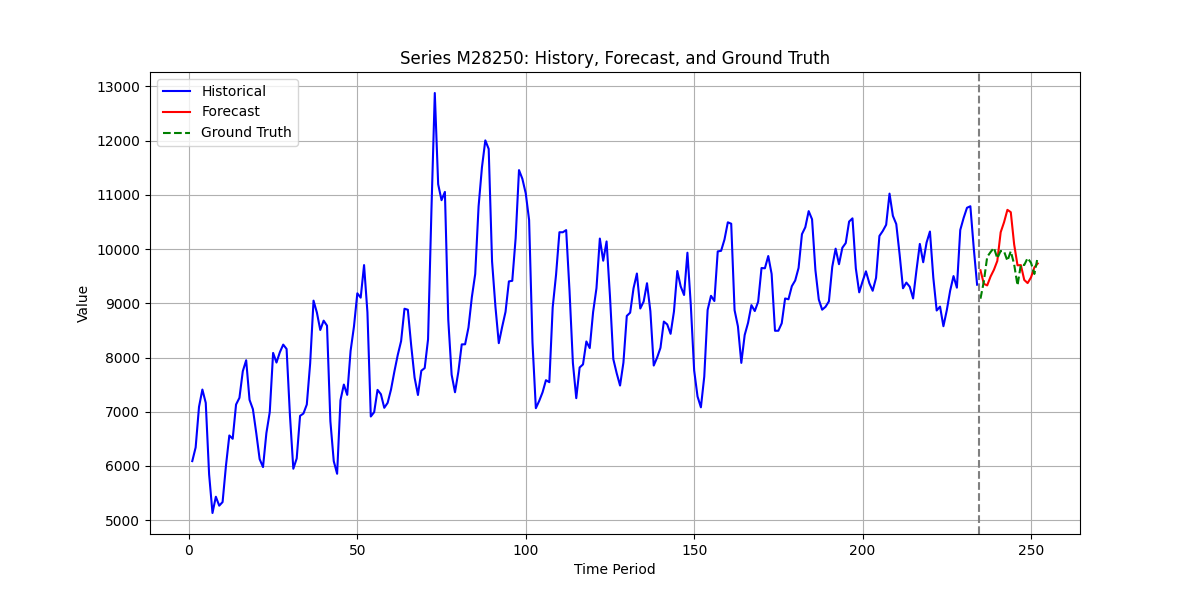 Series M28250: History, Forecast, and Ground Truth
Historical
Forecast
Ground Truth
13000
12000
11000
10000
9000
8000
7000
6000
5000
Value
0 50 100 150 200 250
Time Period